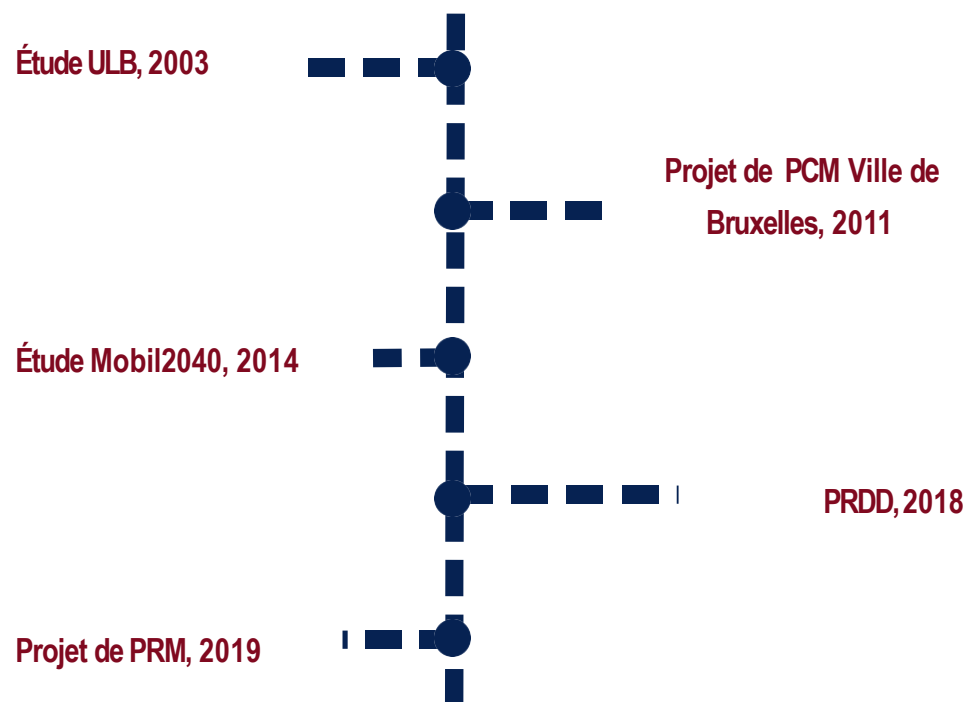 Étude ULB, 2003
Projet de PCM Ville de
Bruxelles, 2011
Étude Mobil2040, 2014
PRDD, 2018
Projet de PRM, 2019